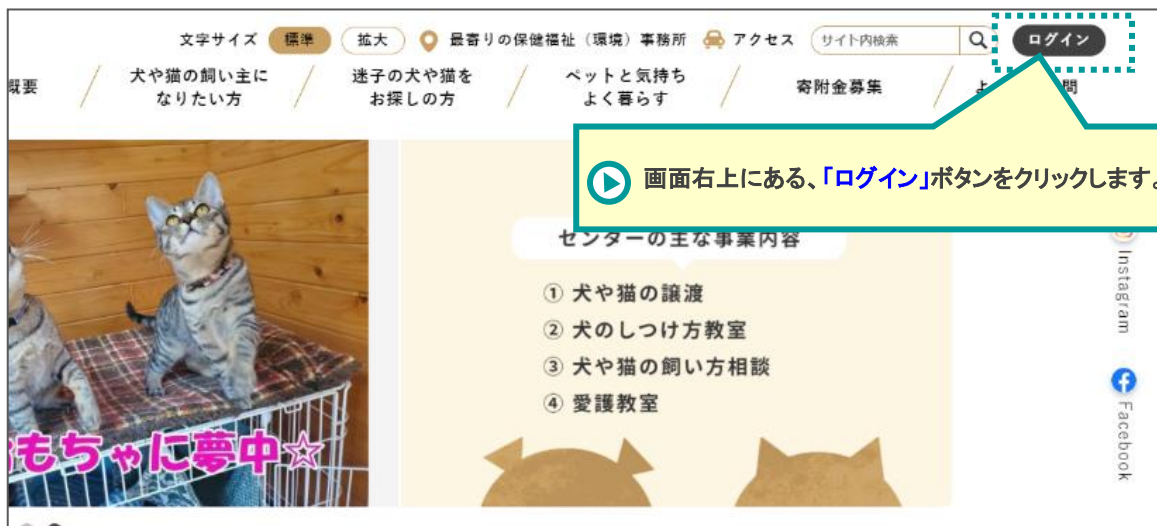 文字サイズ 標準 拡大 最寄りの保健福祉(環境)事務所 アクセス サイト内検索 ログイン
概要 / 犬や猫の飼い主に / 迷子の犬や猫を / ペットと気持ち / 寄附金募集 / よ 問
なりたい方 お探しの方 よく暮らす
画面右上にある、「ログイン」ボタンをクリックします。
センターの主な事業内容
① 犬や猫の譲渡
② 犬のしつけ方教室
③ 犬や猫の飼い方相談
④ 愛護教室
もちゃに夢中☆
Instagram
Facebook